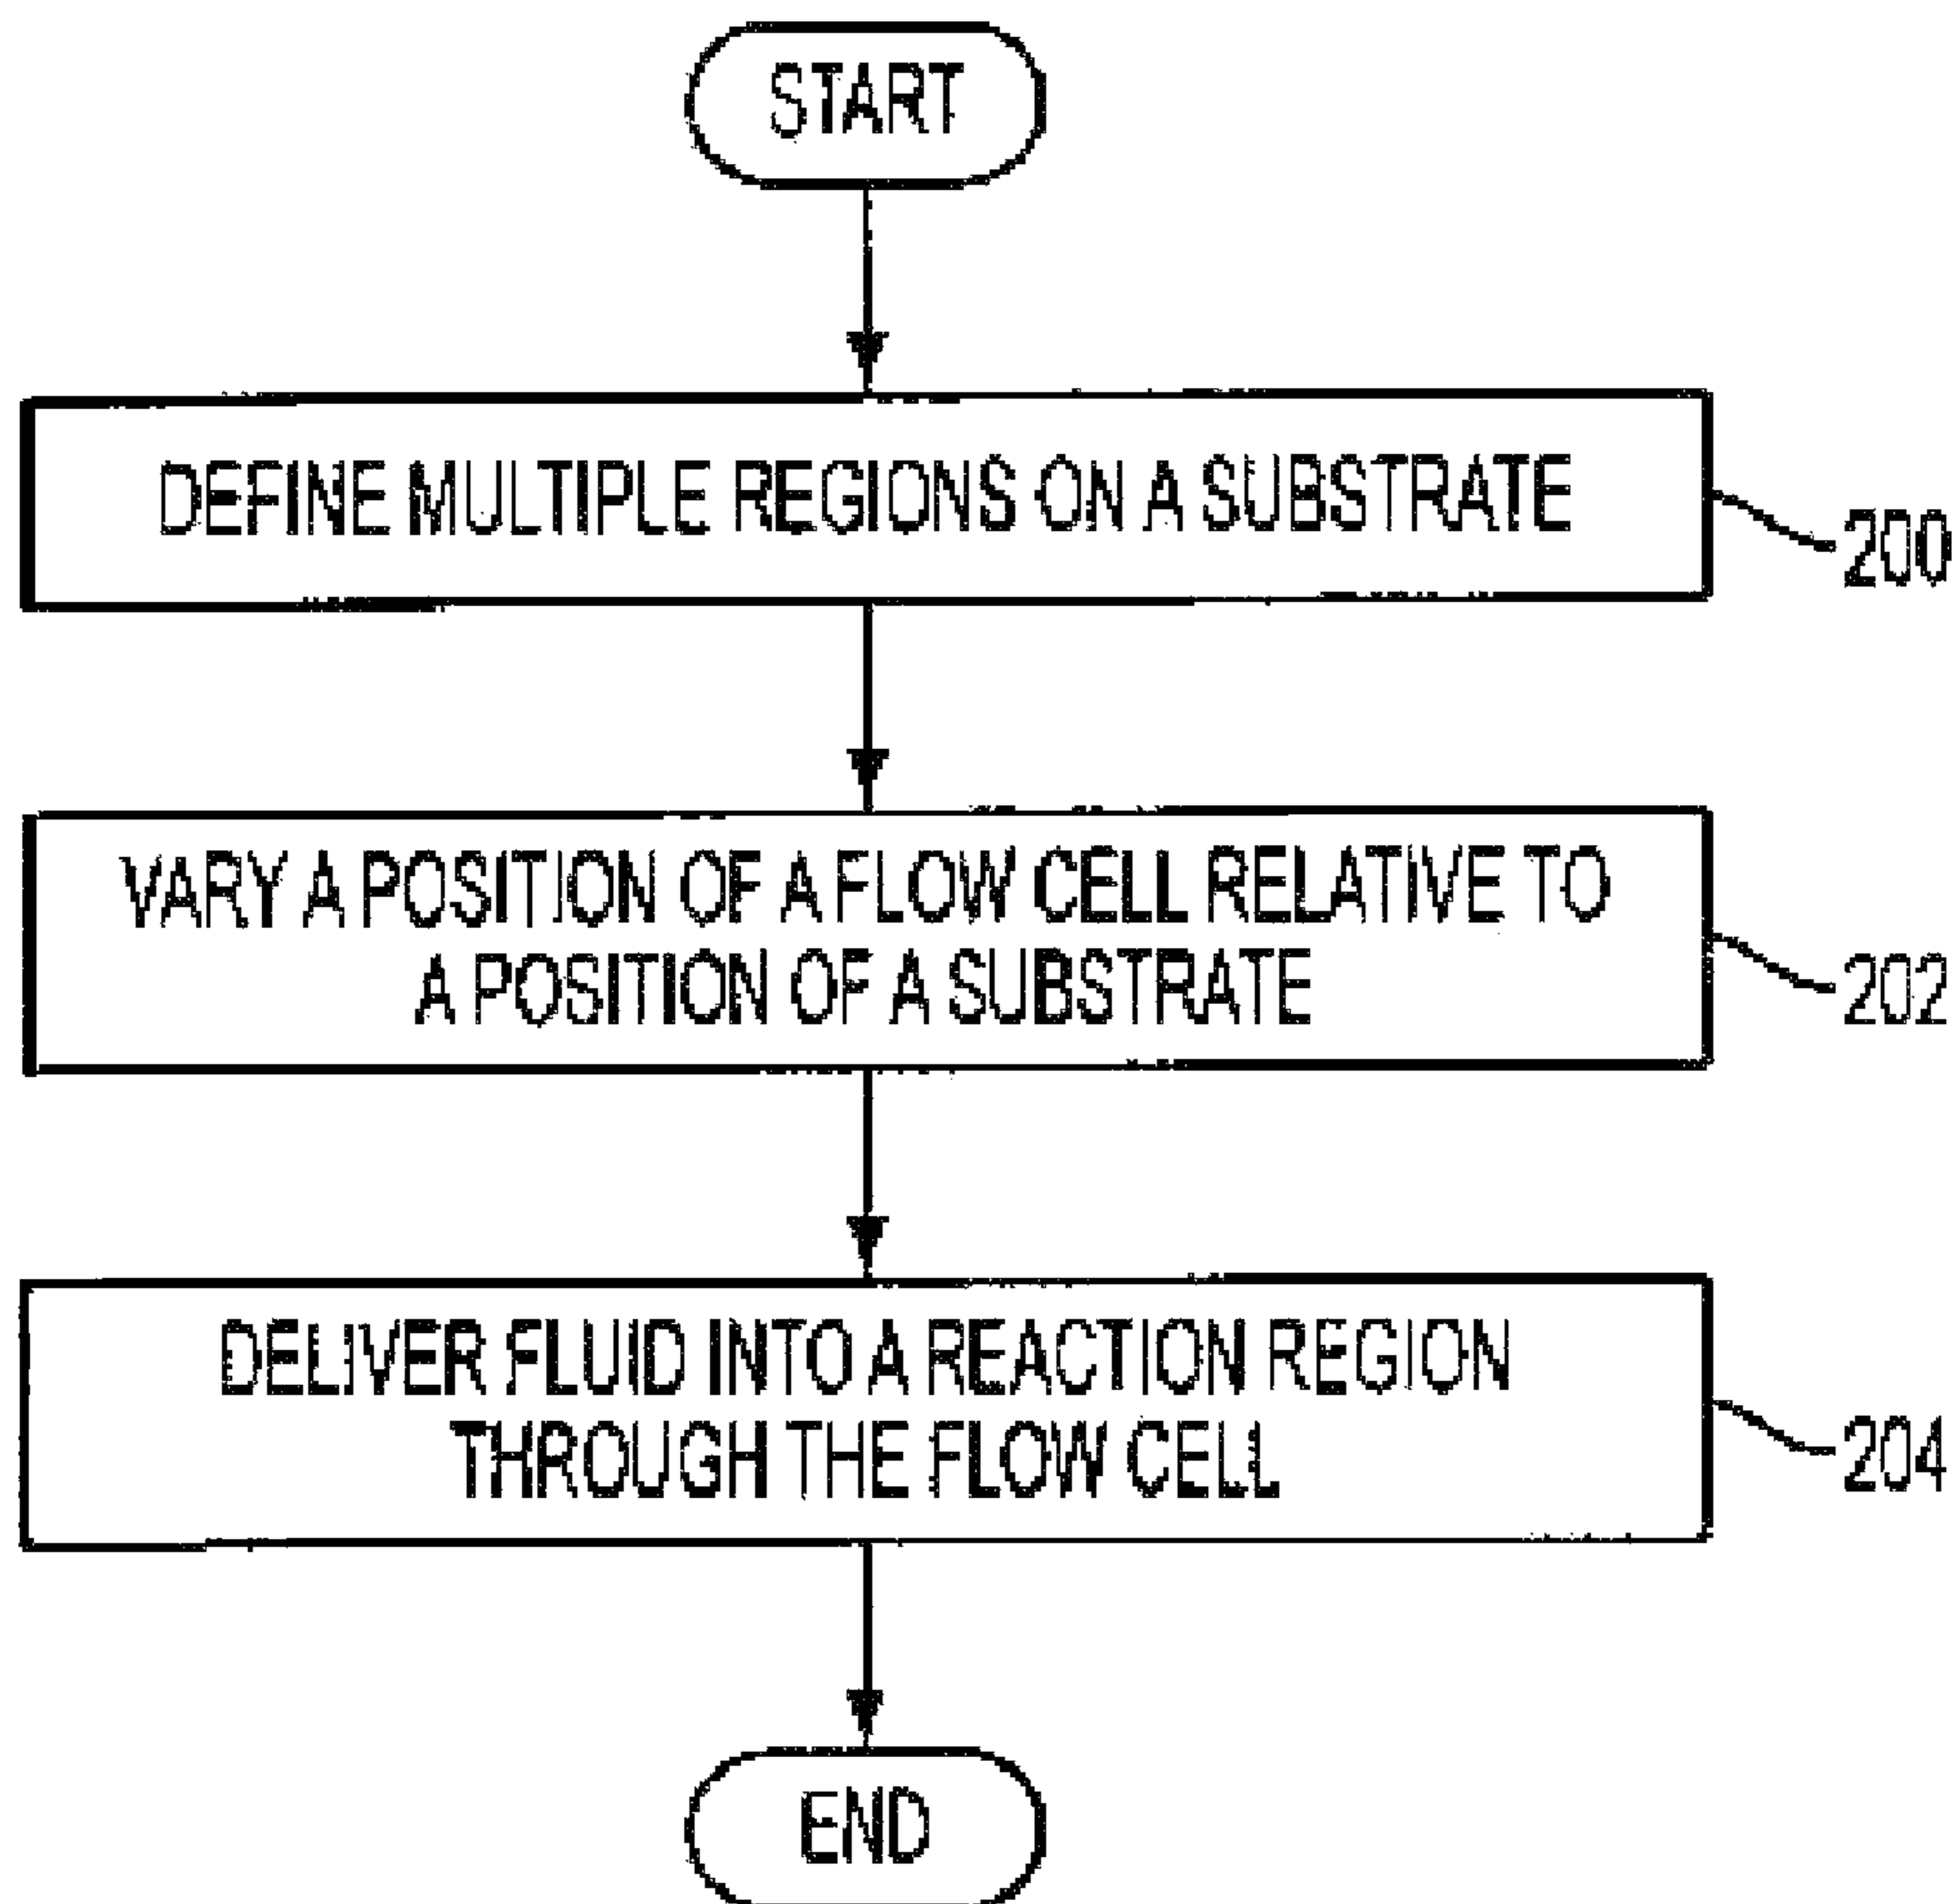 START
DEFINE MULTIPLE REGIONS ON A SUBSTRATE
200
VARY A POSITION OF A FLOW CELL RELATIVE TO
A POSITION OF A SUBSTRATE
202
DELIVER FLUID INTO A REACTION REGION
THROUGH THE FLOW CELL
204
END